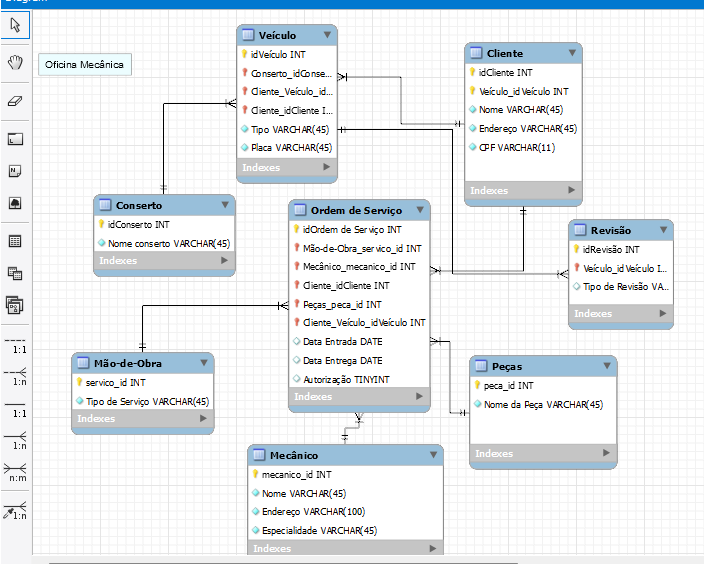 Diagram
Oficina Mecânica
Veículo
idVeículo INT
Conserto_idConse...
Cliente_Veículo_id...
Cliente_idCliente I...
Tipo VARCHAR(45)
Placa VARCHAR(45)
Indexes
Cliente
idCliente INT
Veículo_idVeículo INT
Nome VARCHAR(45)
Endereço VARCHAR(45)
CPF VARCHAR(11)
Indexes
Conserto
idConserto INT
Nome conserto VARCHAR(45)
Indexes
Ordem de Serviço
idOrdem de Serviço INT
Mão-de-Obra_servico_id INT
Mecânico_mecanico_id INT
Cliente_idCliente INT
Peças_peca_id INT
Cliente_Veículo_idVeículo INT
Data Entrada DATE
Data Entrega DATE
Autorização TINYINT
Indexes
Revisão
idRevisão INT
Veículo_idVeículo I...
Tipo de Revisão VA...
Indexes
Mão-de-Obra
servico_id INT
Tipo de Serviço VARCHAR(45)
Indexes
Peças
peca_id INT
Nome da Peça VARCHAR(45)
Indexes
Mecânico
mecanico_id INT
Nome VARCHAR(45)
Endereço VARCHAR(100)
Especialidade VARCHAR(45)
Indexes
1:1
1:n
1:1
1:n
n:m
1:n